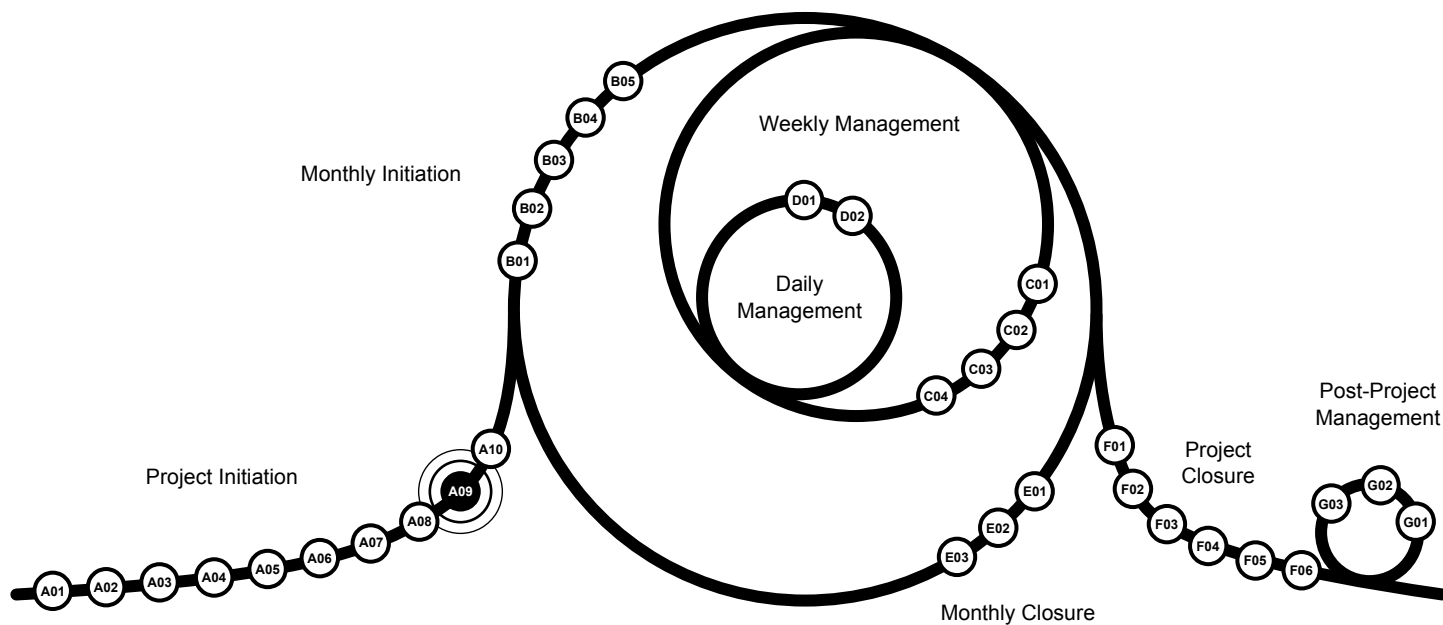 Project Initiation
A01
A02
A03
A04
A05
A06
A07
A08
A09
A10
Monthly Initiation
B01
B02
B03
B04
B05
Weekly Management
C01
C02
C03
C04
Daily
Management
D01
D02
Monthly Closure
E01
E02
E03
Project
Closure
F01
F02
F03
F04
F05
F06
Post-Project
Management
G01
G02
G03